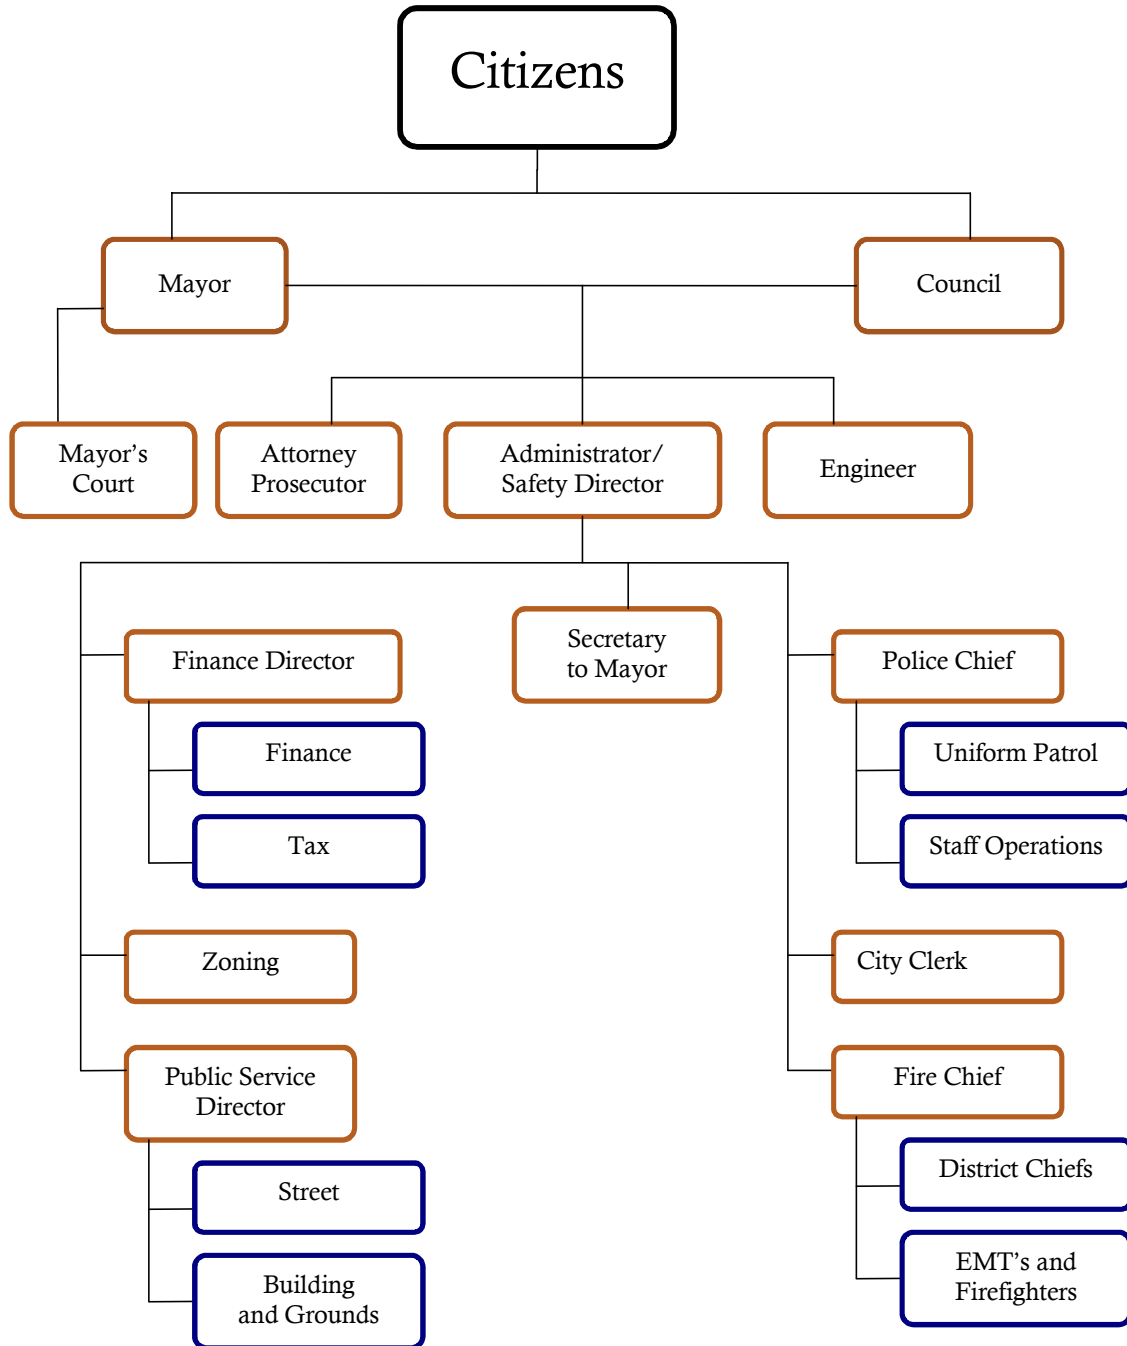 Citizens
Mayor
Council
Mayor’s
Court
Attorney
Prosecutor
Administrator/
Safety Director
Engineer
Secretary
to Mayor
Finance Director
Finance
Tax
Zoning
Public Service
Director
Street
Building
and Grounds
Police Chief
Uniform Patrol
Staff Operations
City Clerk
Fire Chief
District Chiefs
EMT’s and
Firefighters